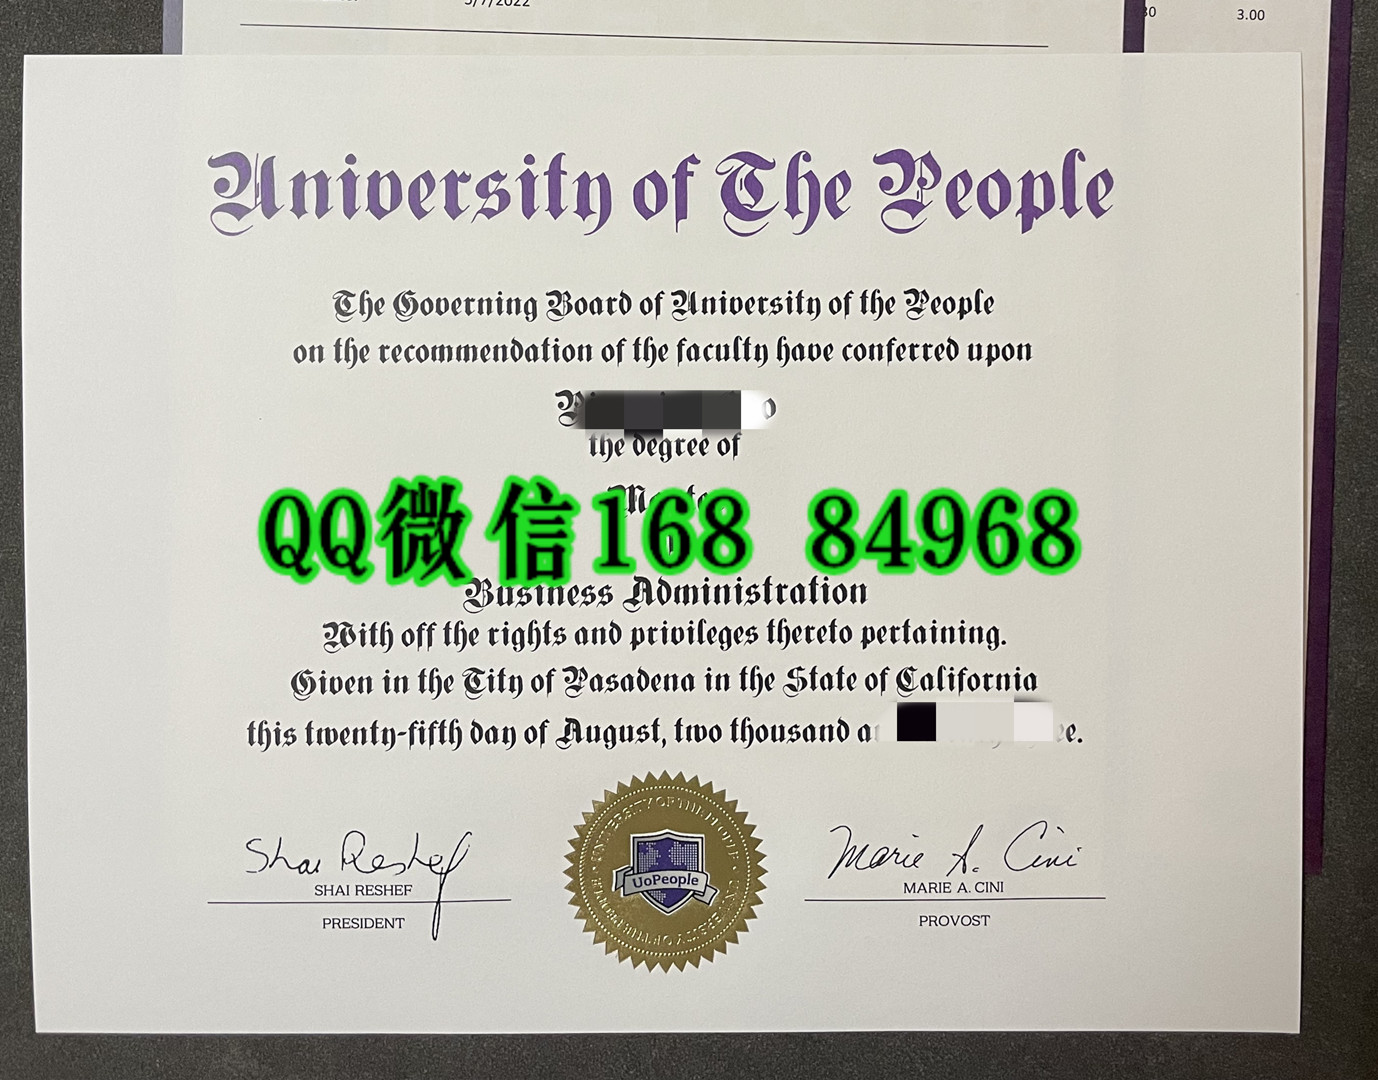 5/7/2022
3.00
University of The People
The Governing Board of University of the People
on the recommendation of the faculty have conferred upon
the degree of
QQ微信168 84968
Business Administration
With off the rights and privileges thereto pertaining.
Given in the City of Pasadena in the State of California
this twenty-fifth day of August, two thousand
UoPeople
SHAI RESHEF
PRESIDENT
Marie A. Cini
MARIE A. CINI
PROVOST
Shai Reshef